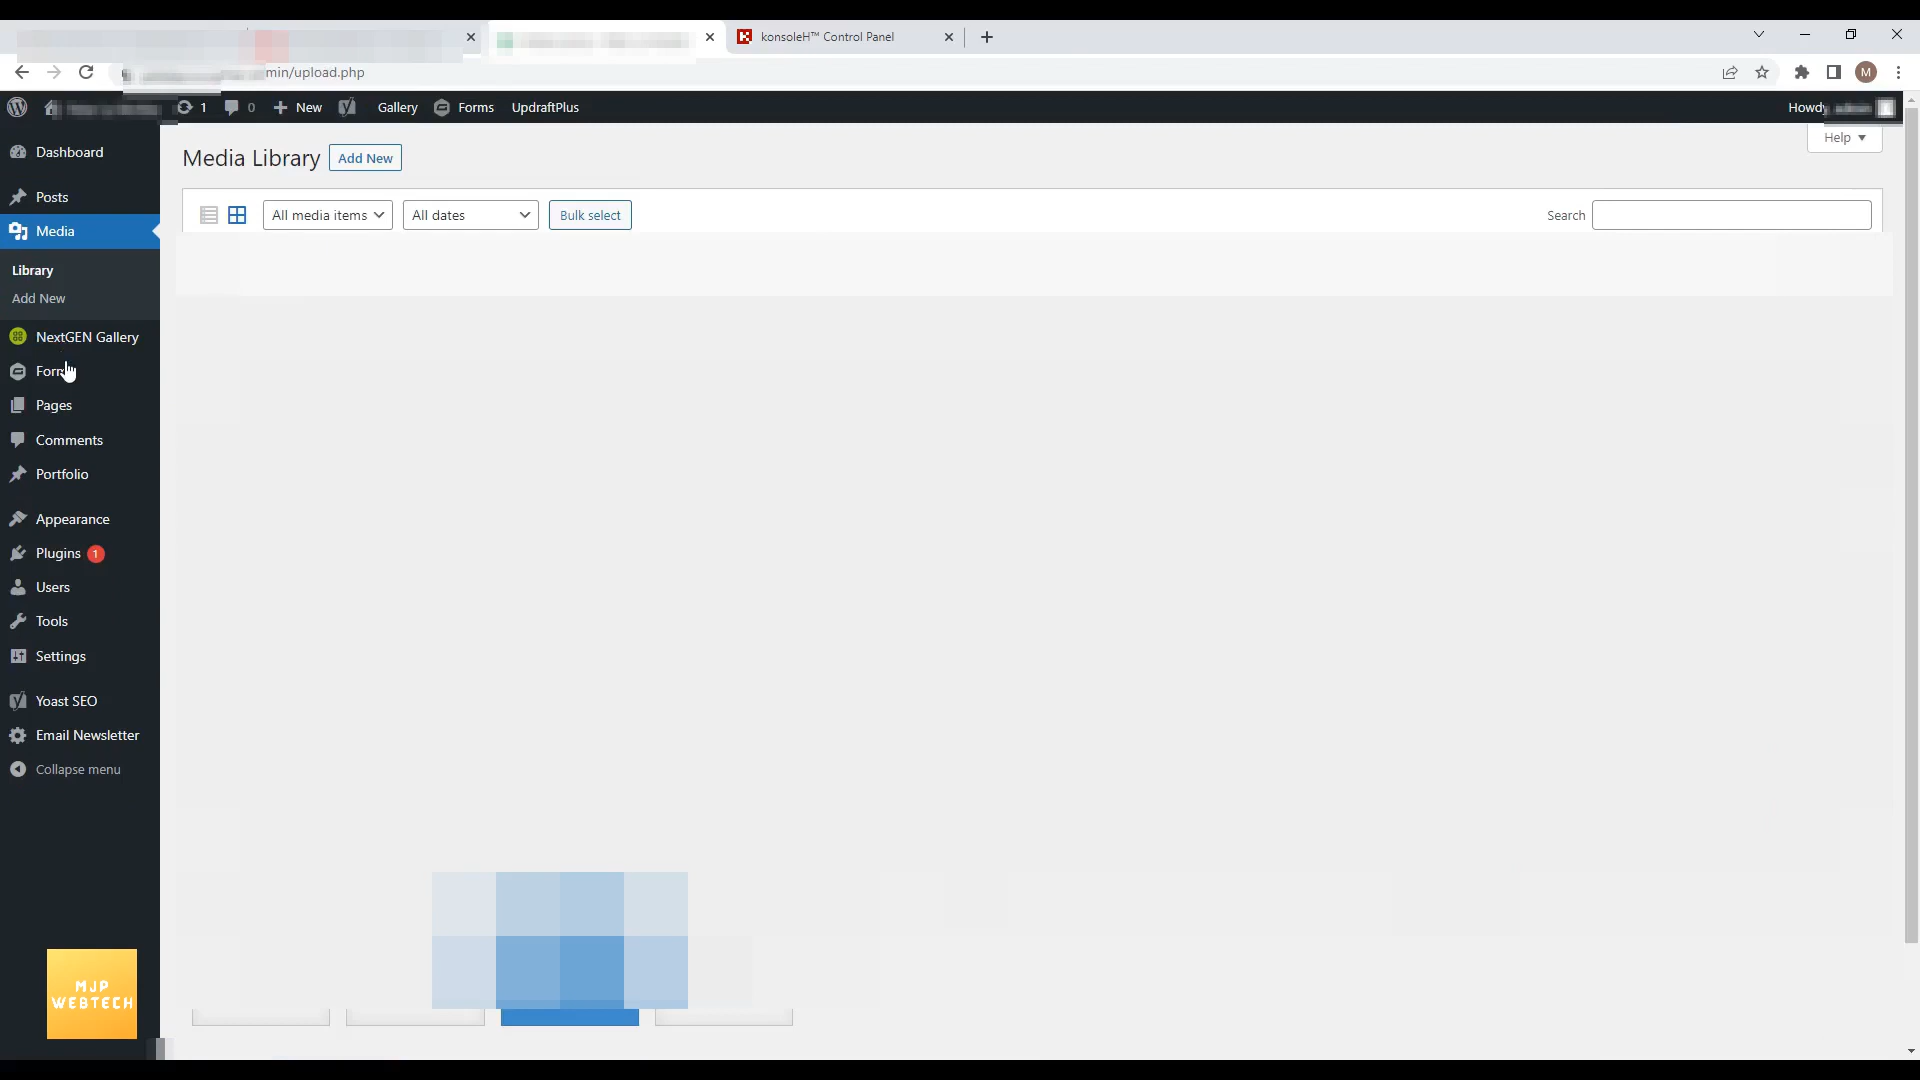 konsoleH™ Control Panel
min/upload.php
1
0
New
Gallery
Forms
UpdraftPlus
Howdy
Help
Dashboard
Posts
Media
Library
Add New
NextGEN Gallery
Pages
Comments
Portfolio
Appearance
Plugins 1
Users
Tools
Settings
Yoast SEO
Email Newsletter
Collapse menu
Media Library
Add New
All media items
All dates
Bulk select
Search
M
MJP
WEBTECH